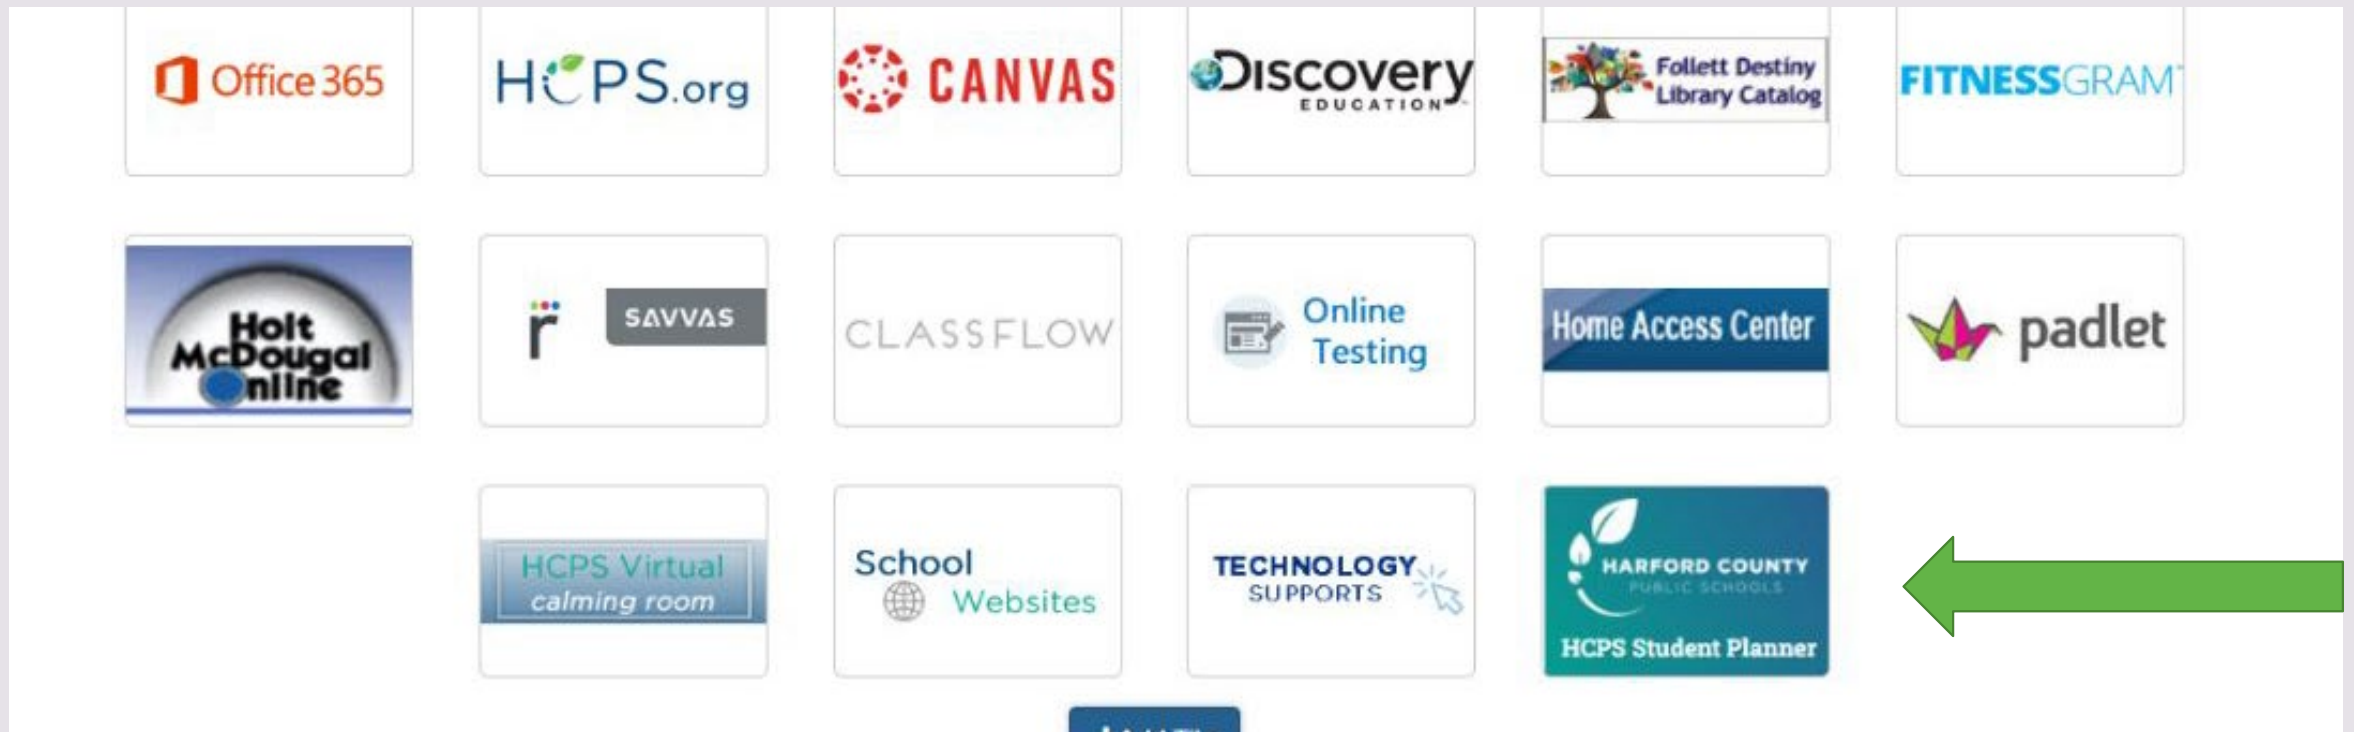 Office 365
HCPS.org
CANVAS
Discovery
EDUCATION
Follett Destiny
Library Catalog
FITNESSGRAM
Holt
McDougal
Online
r
SAVVAS
CLASSFLOW
Online
Testing
Home Access Center
padlet
HCPS Virtual
calming room
School
Websites
TECHNOLOGY
SUPPORTS
HARFORD COUNTY
PUBLIC SCHOOLS
HCPS Student Planner